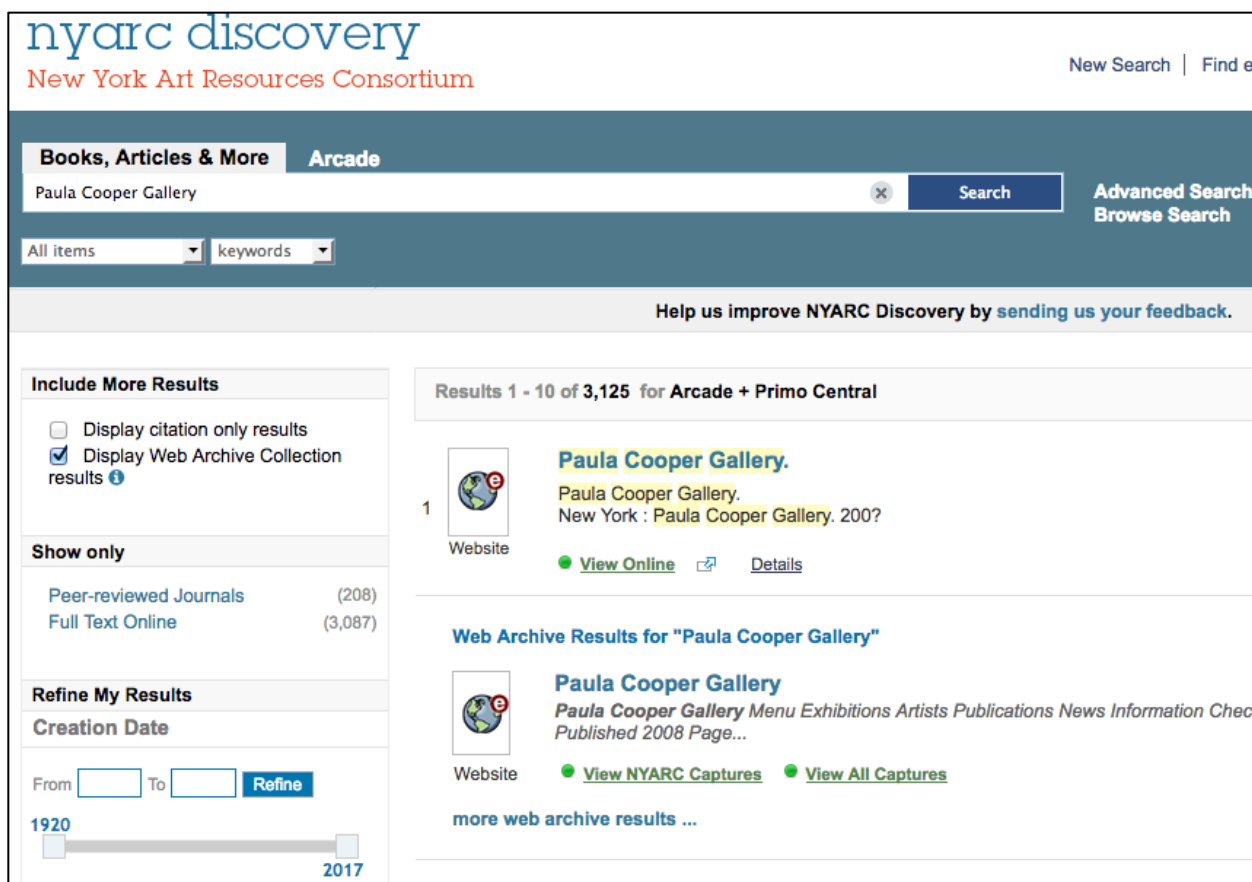 nyarc discovery
New York Art Resources Consortium
New Search | Find e
Books, Articles & More Arcade
Paula Cooper Gallery
Search
Advanced Search
Browse Search
All items keywords
Help us improve NYARC Discovery by sending us your feedback.
Include More Results
Display citation only results
Display Web Archive Collection
results
Show only
Peer-reviewed Journals (208)
Full Text Online (3,087)
Refine My Results
Creation Date
From To Refine
1920
2017
Results 1 - 10 of 3,125 for Arcade + Primo Central
1
Website
Paula Cooper Gallery.
Paula Cooper Gallery.
New York : Paula Cooper Gallery. 200?
View Online Details
Web Archive Results for "Paula Cooper Gallery"
Website
Paula Cooper Gallery
Paula Cooper Gallery Menu Exhibitions Artists Publications News Information Chec
Published 2008 Page...
View NYARC Captures View All Captures
more web archive results ...